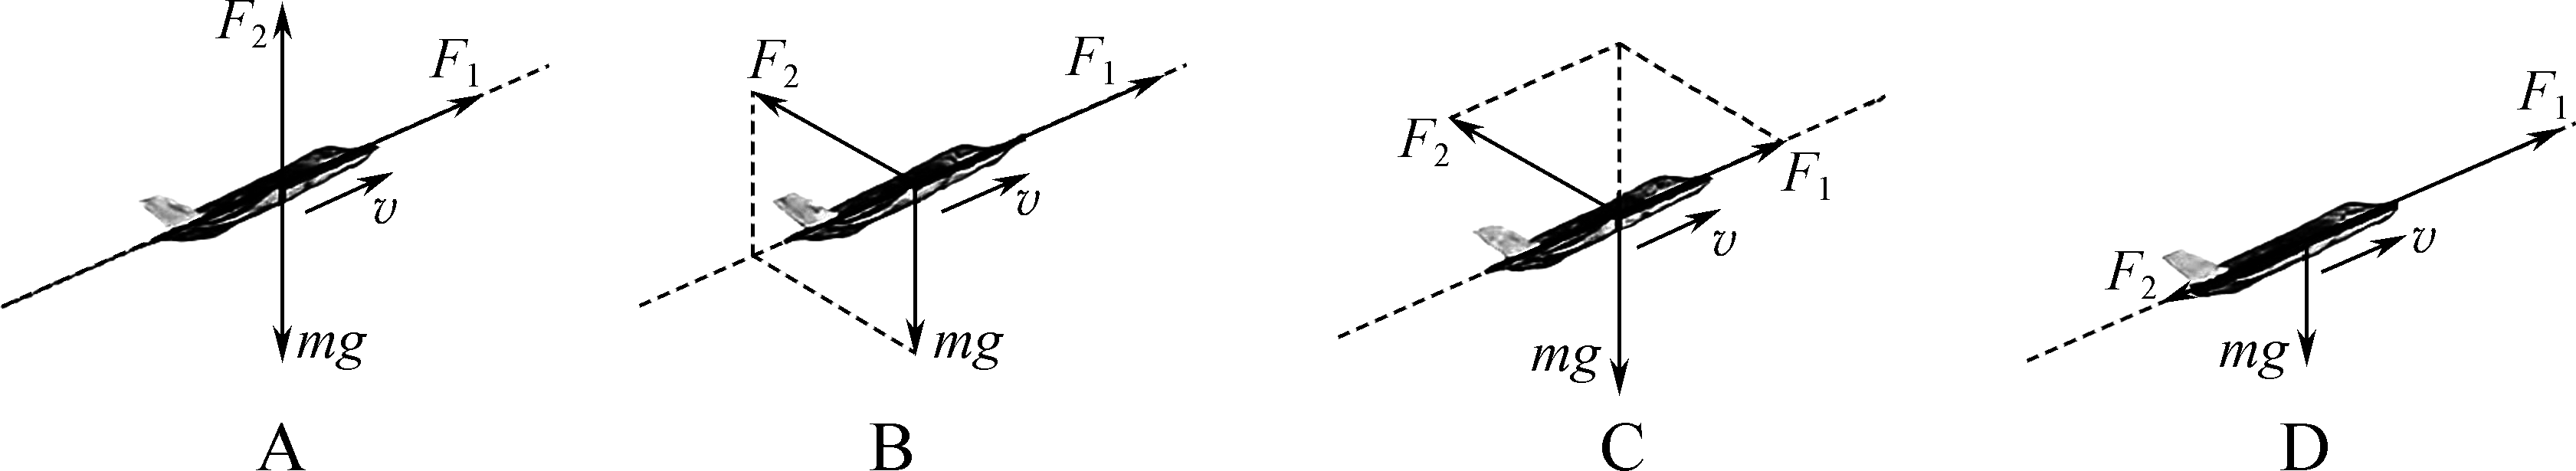 F₂ F₁ v mg
A
F₂ F₁ v mg
B
F₂ F₁ v mg
C
F₁ F₂ v mg
D